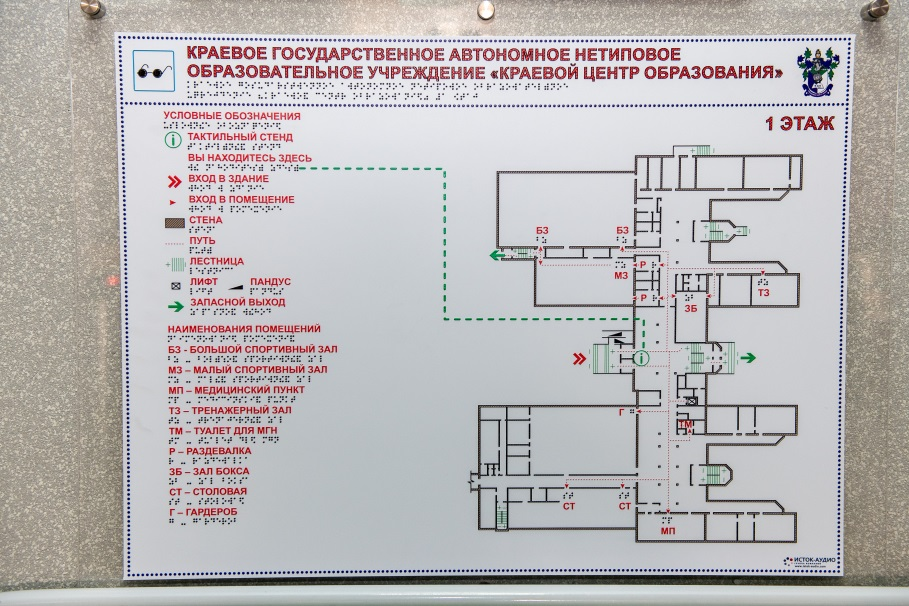 КРАЕВОЕ ГОСУДАРСТВЕННОЕ АВТОНОМНОЕ НЕТИПОВОЕ
ОБРАЗОВАТЕЛЬНОЕ УЧРЕЖДЕНИЕ «КРАЕВОЙ ЦЕНТР ОБРАЗОВАНИЯ»
1 ЭТАЖ
УСЛОВНЫЕ ОБОЗНАЧЕНИЯ
ТАКТИЛЬНЫЙ СТЕНД
ВЫ НАХОДИТЕСЬ ЗДЕСЬ
ВХОД В ЗДАНИЕ
ВХОД В ПОМЕЩЕНИЕ
СТЕНА
ПУТЬ
ЛЕСТНИЦА
ЛИФТ ПАНДУС
ЗАПАСНОЙ ВЫХОД
НАИМЕНОВАНИЯ ПОМЕЩЕНИЙ
БЗ - БОЛЬШОЙ СПОРТИВНЫЙ ЗАЛ
МЗ – МАЛЫЙ СПОРТИВНЫЙ ЗАЛ
МП – МЕДИЦИНСКИЙ ПУНКТ
ТЗ – ТРЕНАЖЕРНЫЙ ЗАЛ
ТМ – ТУАЛЕТ ДЛЯ МГН
Р – РАЗДЕВАЛКА
ЗБ – ЗАЛ БОКСА
СТ – СТОЛОВАЯ
Г – ГАРДЕРОБ
БЗ БЗ
МЗ Р
ТЗ
Р ЗБ
i
Г
ТМ
СТ СТ
МП
ИСТОК-АУДИО